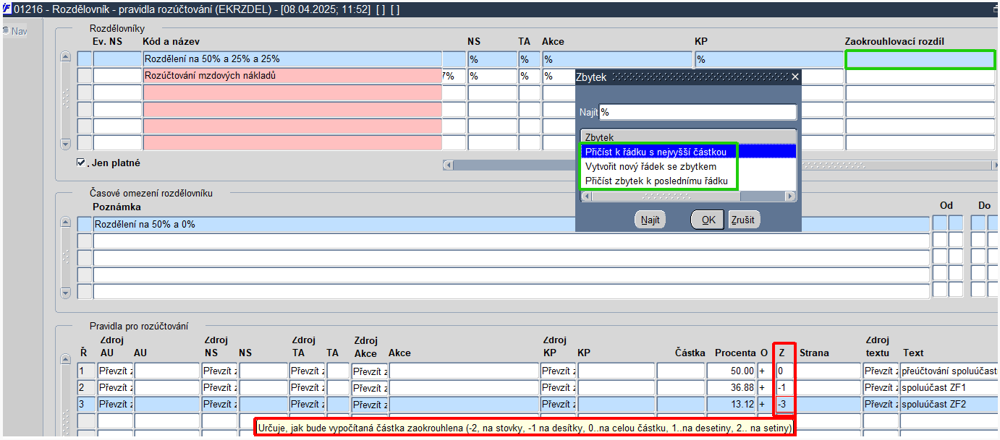 01216 - Rozdělovník - pravidla rozúčtování (EKRZDEL) - [08.04.2025; 11:52] [ ] [ ]
Nav
Rozdělovníky
Ev. NS Kód a název NS TA Akce KP Zaokrouhlovací rozdíl
Rozdělení na 50% a 25% a 25% % % % %
Rozúčtování mzdových nákladů 7% % % %
Jen platné
Zbytek
Najít %
Zbytek
Přičíst k řádku s nejvyšší částkou
Vytvořit nový řádek se zbytkem
Přičíst zbytek k poslednímu řádku
Najít OK Zrušit
Časové omezení rozdělovníku
Poznámka Od Do
Rozdělení na 50% a 0%
Pravidla pro rozúčtování
Zdroj Zdroj Zdroj Zdroj Zdroj Zdroj
Ř AU AU NS NS TA TA Akce Akce KP KP Částka Procenta O Z Strana textu Text
1 Převzít z Převzít z Převzít z Převzít z Převzít z 50.00 + 0 Převzít z přeúčtování spoluúčast
2 Převzít z Převzít z Převzít z Převzít z Převzít z 36.88 + -1 Převzít z spoluúčast ZF1
3 Převzít z Převzít z Převzít z Převzít z Převzít z 13.12 + -3 Převzít z spoluúčast ZF2
Určuje, jak bude vypočítaná částka zaokrouhlena (-2, na stovky, -1 na desítky, 0..na celou částku, 1..na desetiny, 2.. na setiny)